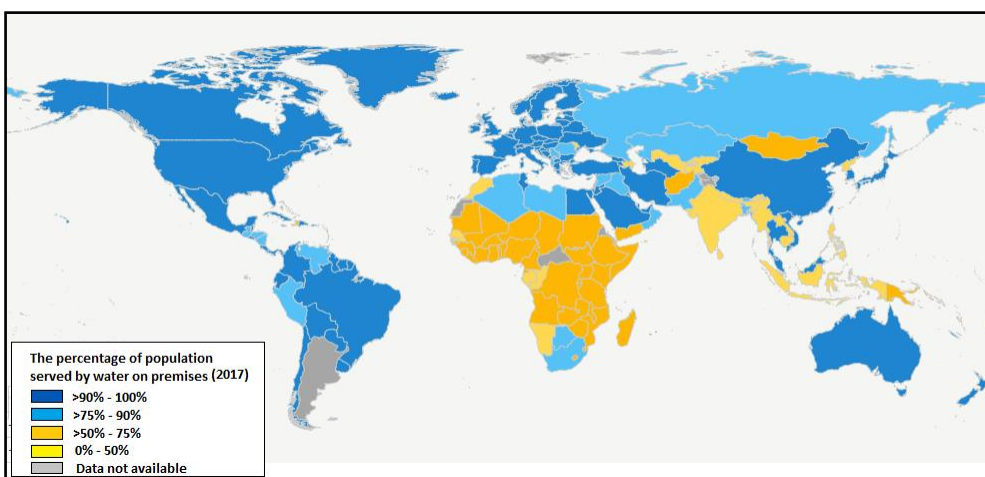 The percentage of population
served by water on premises (2017)
>90% - 100%
>75% - 90%
>50% - 75%
0% - 50%
Data not available